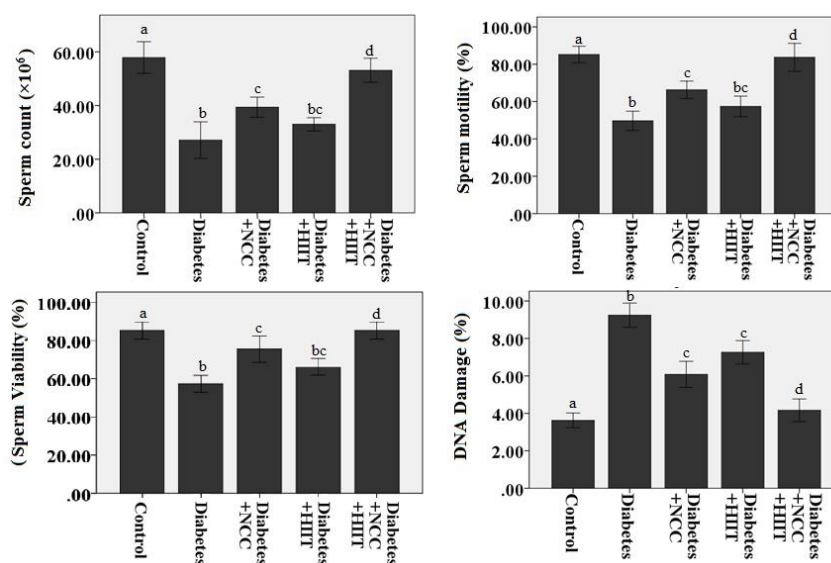 Sperm count (×10⁶)
60.00
40.00
20.00
.00
a
b
c
bc
d
Control
Diabetes
Diabetes
+NCC
Diabetes
+HIIT
Diabetes
+NCC
+HIIT
Sperm motility (%)
100.00
80.00
60.00
40.00
20.00
.00
a
b
c
bc
d
Control
Diabetes
Diabetes
+NCC
Diabetes
+HIIT
Diabetes
+NCC
+HIIT
( Sperm Viability (%)
100.00
80.00
60.00
40.00
20.00
.00
a
b
c
bc
d
Control
Diabetes
Diabetes
+NCC
Diabetes
+HIIT
Diabetes
+NCC
+HIIT
DNA Damage (%)
10.00
8.00
6.00
4.00
2.00
.00
a
b
c
c
d
Control
Diabetes
Diabetes
+NCC
Diabetes
+HIIT
Diabetes
+NCC
+HIIT